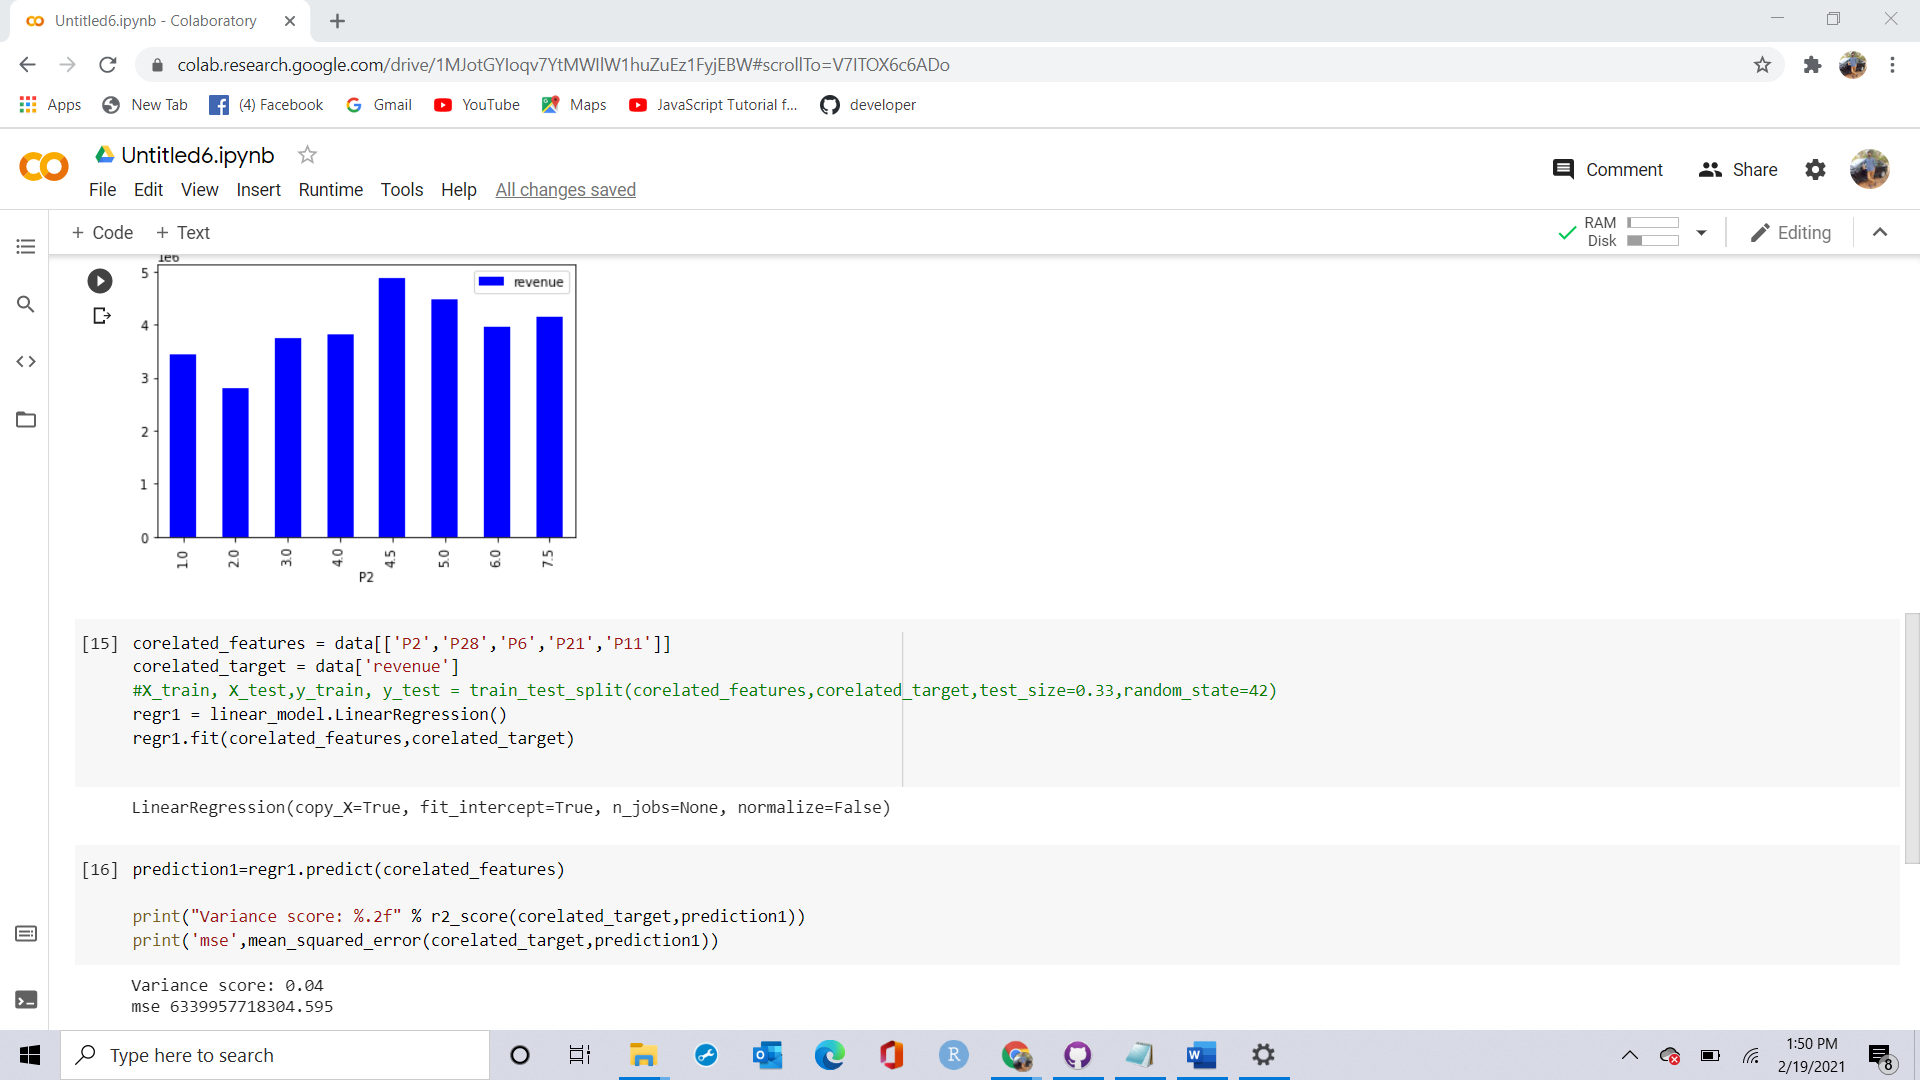 Untitled6.ipynb - Colaboratory
colab.research.google.com/drive/1MJotGYIoqv7YtMWIlW1huZuEz1FyjEBW#scrollTo=V7ITOX6c6ADo
Apps New Tab (4) Facebook Gmail YouTube Maps JavaScript Tutorial f... developer
Untitled6.ipynb
Comment Share
File Edit View Insert Runtime Tools Help All changes saved
+ Code + Text
RAM
Disk
Editing
1e6
revenue
5
4
3
2
1
0
1.0 2.0 3.0 4.0 4.5 5.0 6.0 7.5
P2
[15] corelated_features = data[['P2','P28','P6','P21','P11']]
corelated_target = data['revenue']
#X_train, X_test,y_train, y_test = train_test_split(corelated_features,corelated_target,test_size=0.33,random_state=42)
regr1 = linear_model.LinearRegression()
regr1.fit(corelated_features,corelated_target)
LinearRegression(copy_X=True, fit_intercept=True, n_jobs=None, normalize=False)
[16] prediction1=regr1.predict(corelated_features)
print("Variance score: %.2f" % r2_score(corelated_target,prediction1))
print('mse',mean_squared_error(corelated_target,prediction1))
Variance score: 0.04
mse 6339957718304.595
Type here to search
1:50 PM
2/19/2021
8